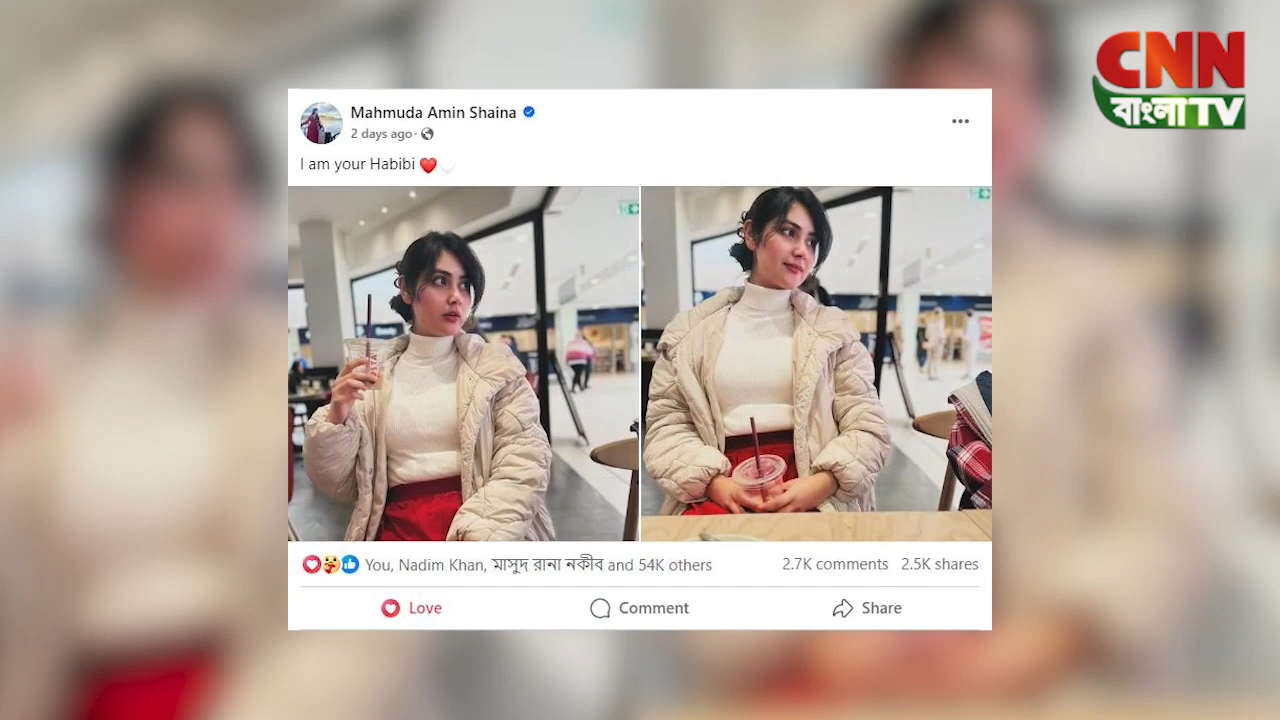 CNN
বাংলা TV
Mahmuda Amin Shaina
2 days ago ·
I am your Habibi
You, Nadim Khan, মাসুদ রানা নকীব and 54K others
2.7K comments 2.5K shares
Love Comment Share